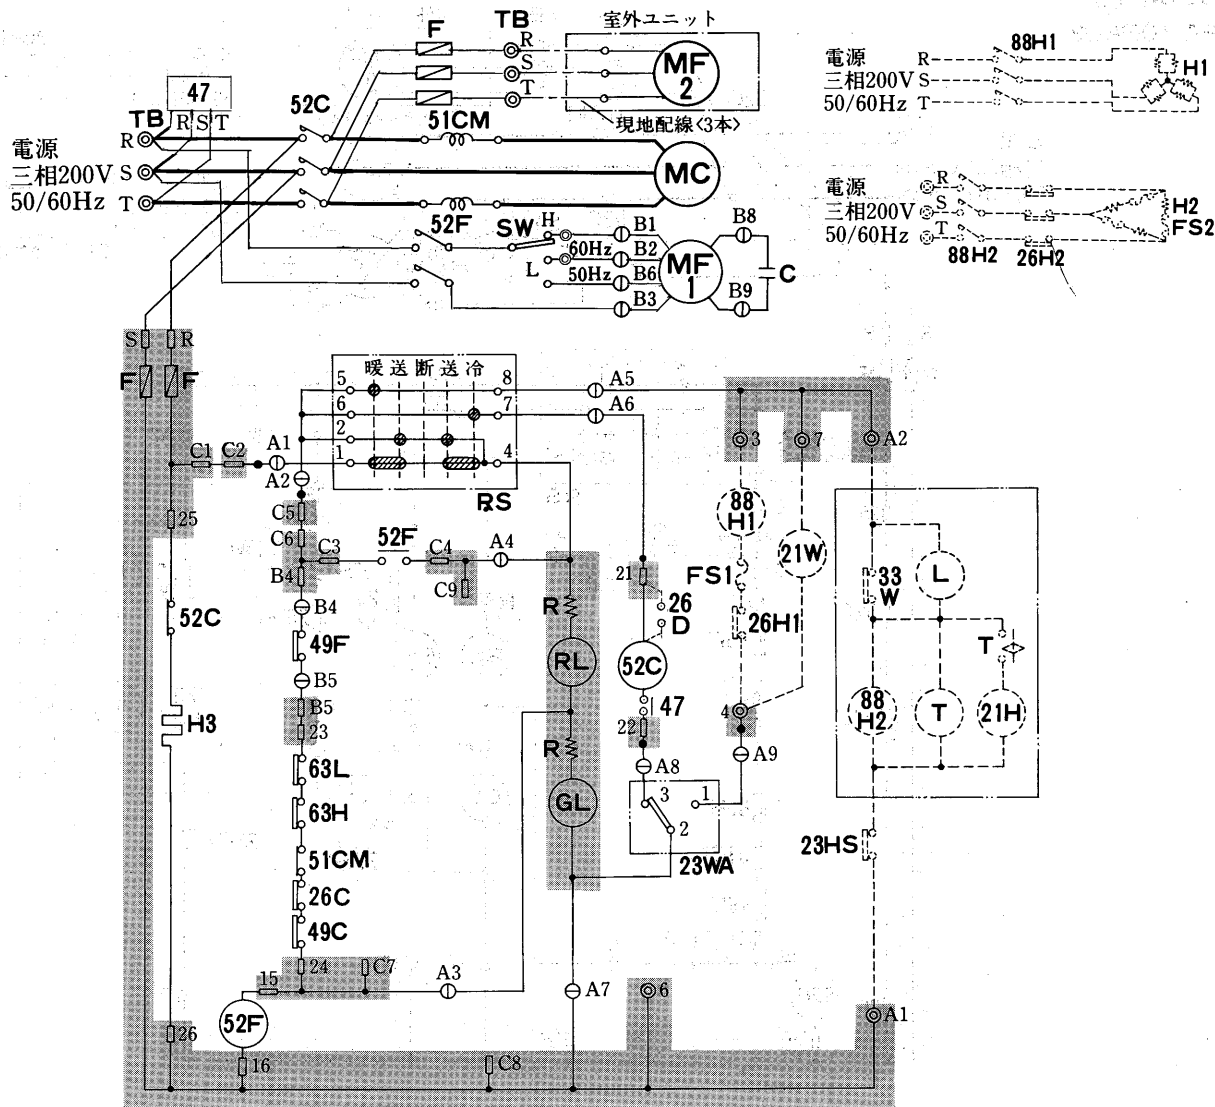 F
TB
室外ユニット
R
S
T
MF
2
現地配線<3本>
電源
三相200V
50/60Hz
R
S
T
88H1
H1
47
R S T
TB
電源
三相200V
50/60Hz
R
S
T
52C
51CM
MC
52F
SW
H
60Hz
L
50Hz
B1
B2
B6
B3
MF
1
B8
B9
C
電源
三相200V
50/60Hz
R
S
T
88H2
26H2
H2
FS2
S
R
F
F
暖 送 断 送 冷
5
6
2
1
8
7
4
RS
A5
A6
3
7
A2
C1
C2
A1
A2
C5
C6
B4
C3
52F
C4
C9
A4
25
52C
H3
26
B4
49F
B5
B5
23
63L
63H
51CM
26C
49C
24
C7
A3
15
52F
16
C8
R
RL
R
GL
A7
6
21
26
D
52C
47
22
A8
3
1
2
23WA
88
H1
FS1
26H1
4
A9
21W
33
W
L
T
88
H2
T
21H
23HS
A1